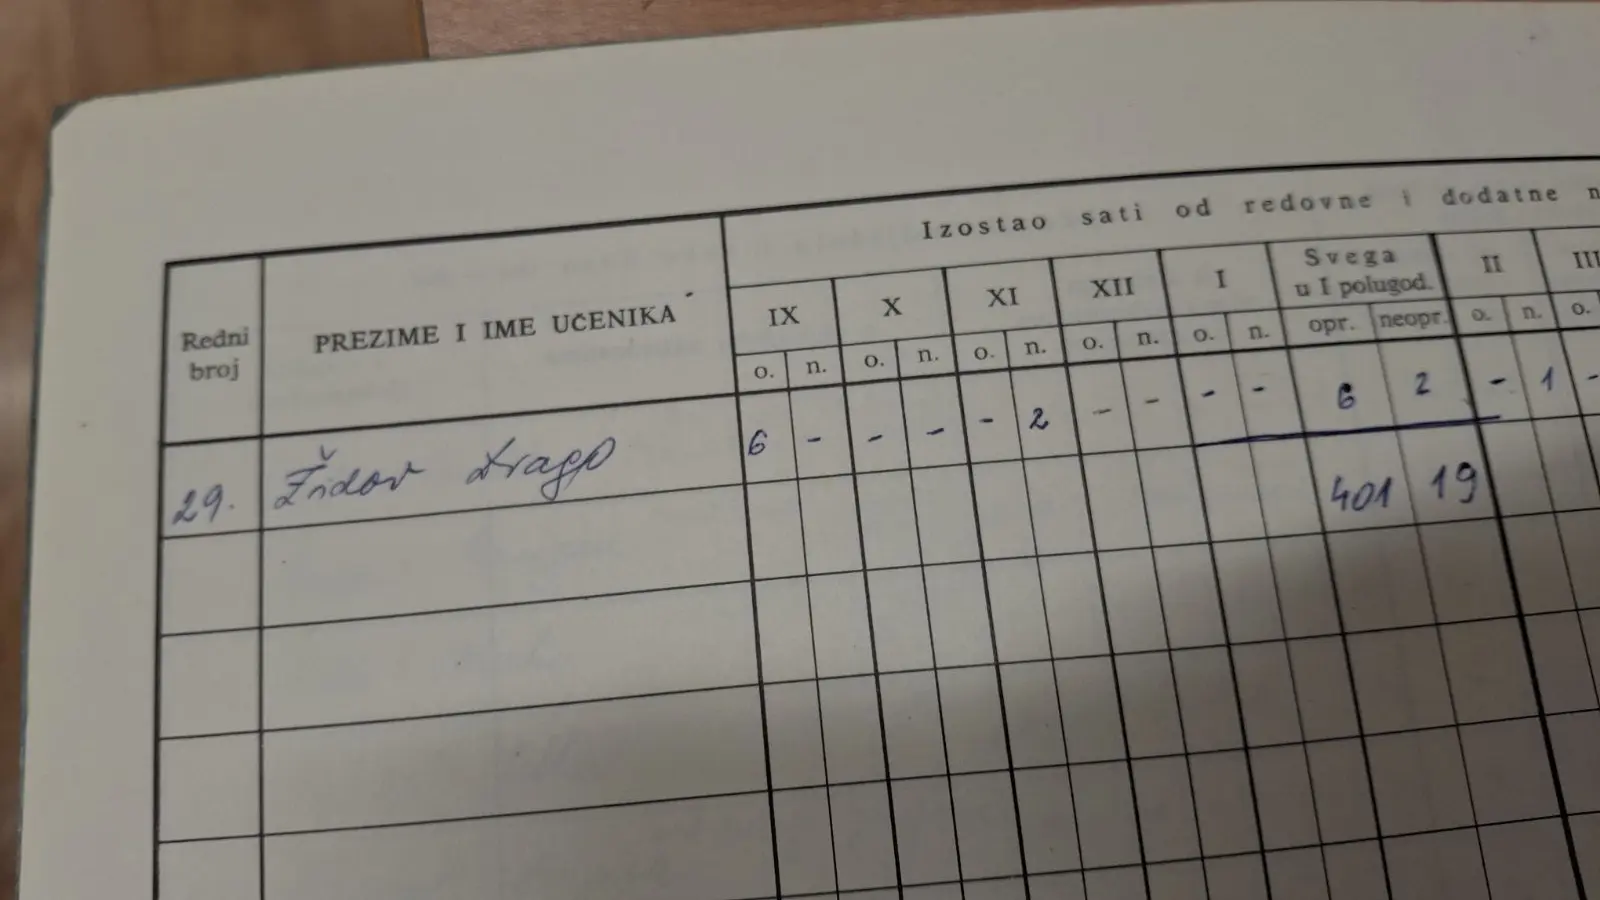 Izostao sati od redovne i dodatne n
Redni broj PREZIME I IME UČENIKA IX X XI XII I Svega u I polugod. II III
o. n. o. n. o. n. o. n. o. n. opr. neopr. o. n. o.
29. Židov Drago 6 - - - - 2 - - - - 6 2 - 1 -
401 19